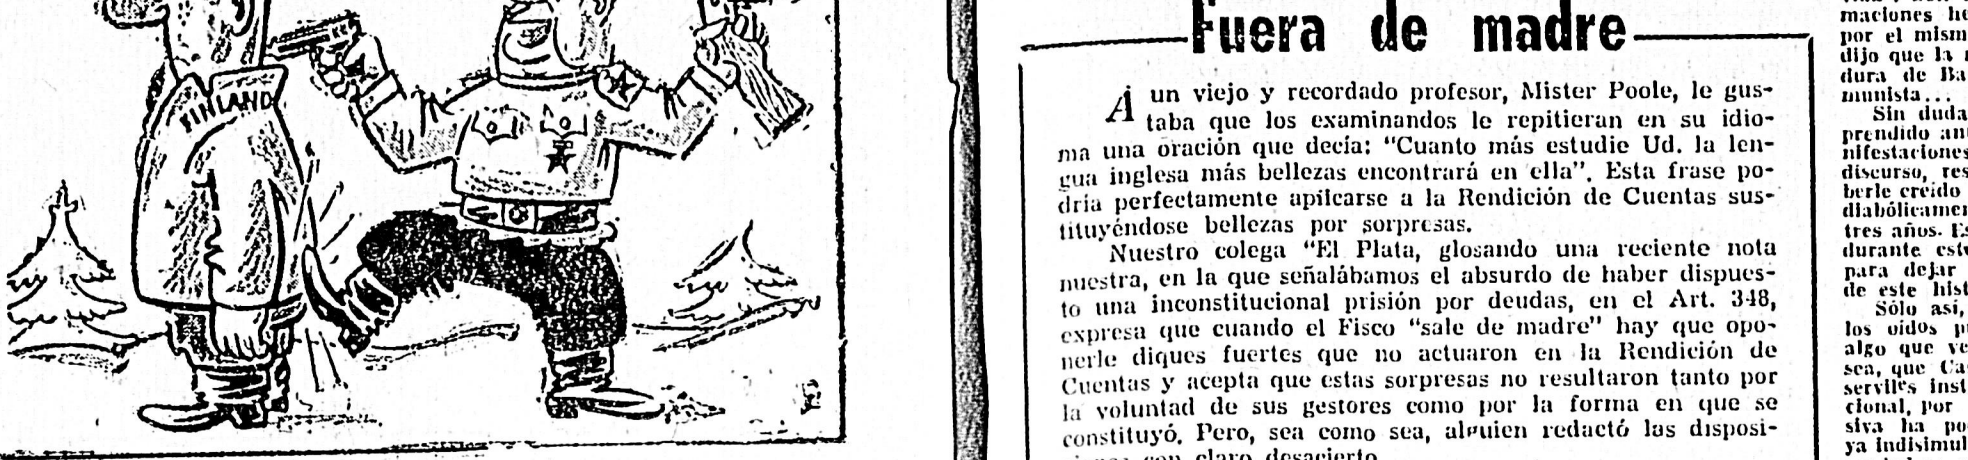 FINLAND
Fuera de madre
A un viejo y recordado profesor, Mister Poole, le gus-
taba que los examinandos le repitieran en su idio-
ma una oración que decía: "Cuanto más estudie Ud. la len-
gua inglesa más bellezas encontrará en ella". Esta frase po-
dría perfectamente aplicarse a la Rendición de Cuentas sus-
tituyéndose bellezas por sorpresas.
Nuestro colega "El Plata, glosando una reciente nota
nuestra, en la que señalábamos el absurdo de haber dispues-
to una inconstitucional prisión por deudas, en el Art. 348,
expresa que cuando el Fisco "sale de madre" hay que opo-
nerle diques fuertes que no actuaron en la Rendición de
Cuentas y acepta que estas sorpresas no resultaron tanto por
la voluntad de sus gestores como por la forma en que se
constituyó. Pero, sea como sea, alguien redactó las disposi-
con claro desacierto
maciones
por el mism
dijo que la
dura de Ba
munista...
Sin duda
prendido
nifestaciones
discurso, res
berle creído
diabólicamen
tres años. Es
durante
para dejar
de este hist
Sólo así,
los oídos
algo que ve
sea, que Ca
serviles inst
cional, por
siva ha po
ya indisimul